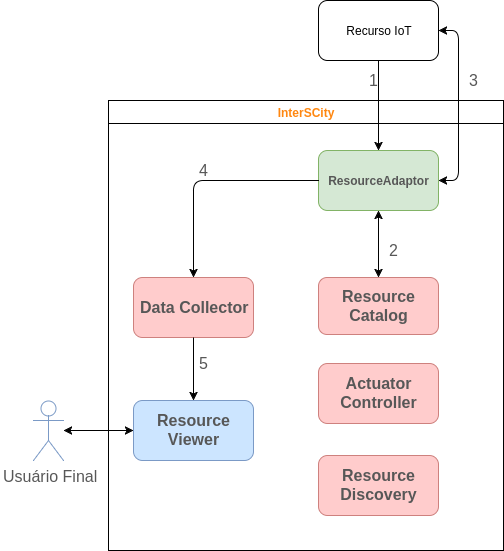 Recurso IoT
1
3
InterSCity
ResourceAdaptor
4
2
Data Collector
Resource
Catalog
5
Actuator
Controller
Resource
Viewer
Usuário Final
Resource
Discovery